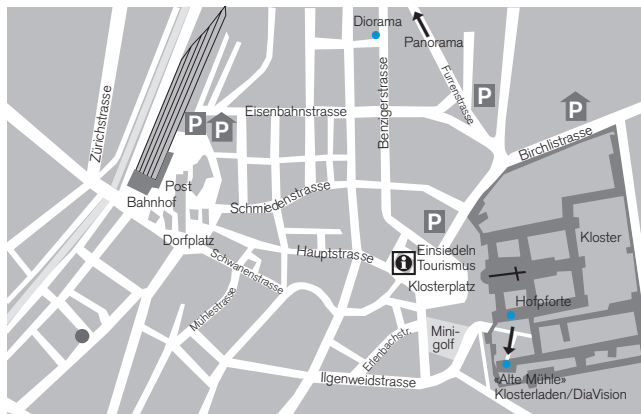 Diorama
Panorama
Zürichstrasse
Eisenbahnstrasse
Benzigerstrasse
Furrenstrasse
P
P
P
P
Birchlistrasse
Post
Bahnhof
Schmiedenstrasse
P
Dorfplatz
Hauptstrasse
Einsiedeln
Tourismus
Kloster
Schwanenstrasse
Klosterplatz
Mühlestrasse
Hofpforte
Erlenbachstr.
Mini-
golf
Ilgenweidstrasse
«Alte Mühle»
Klosterladen/DiaVision